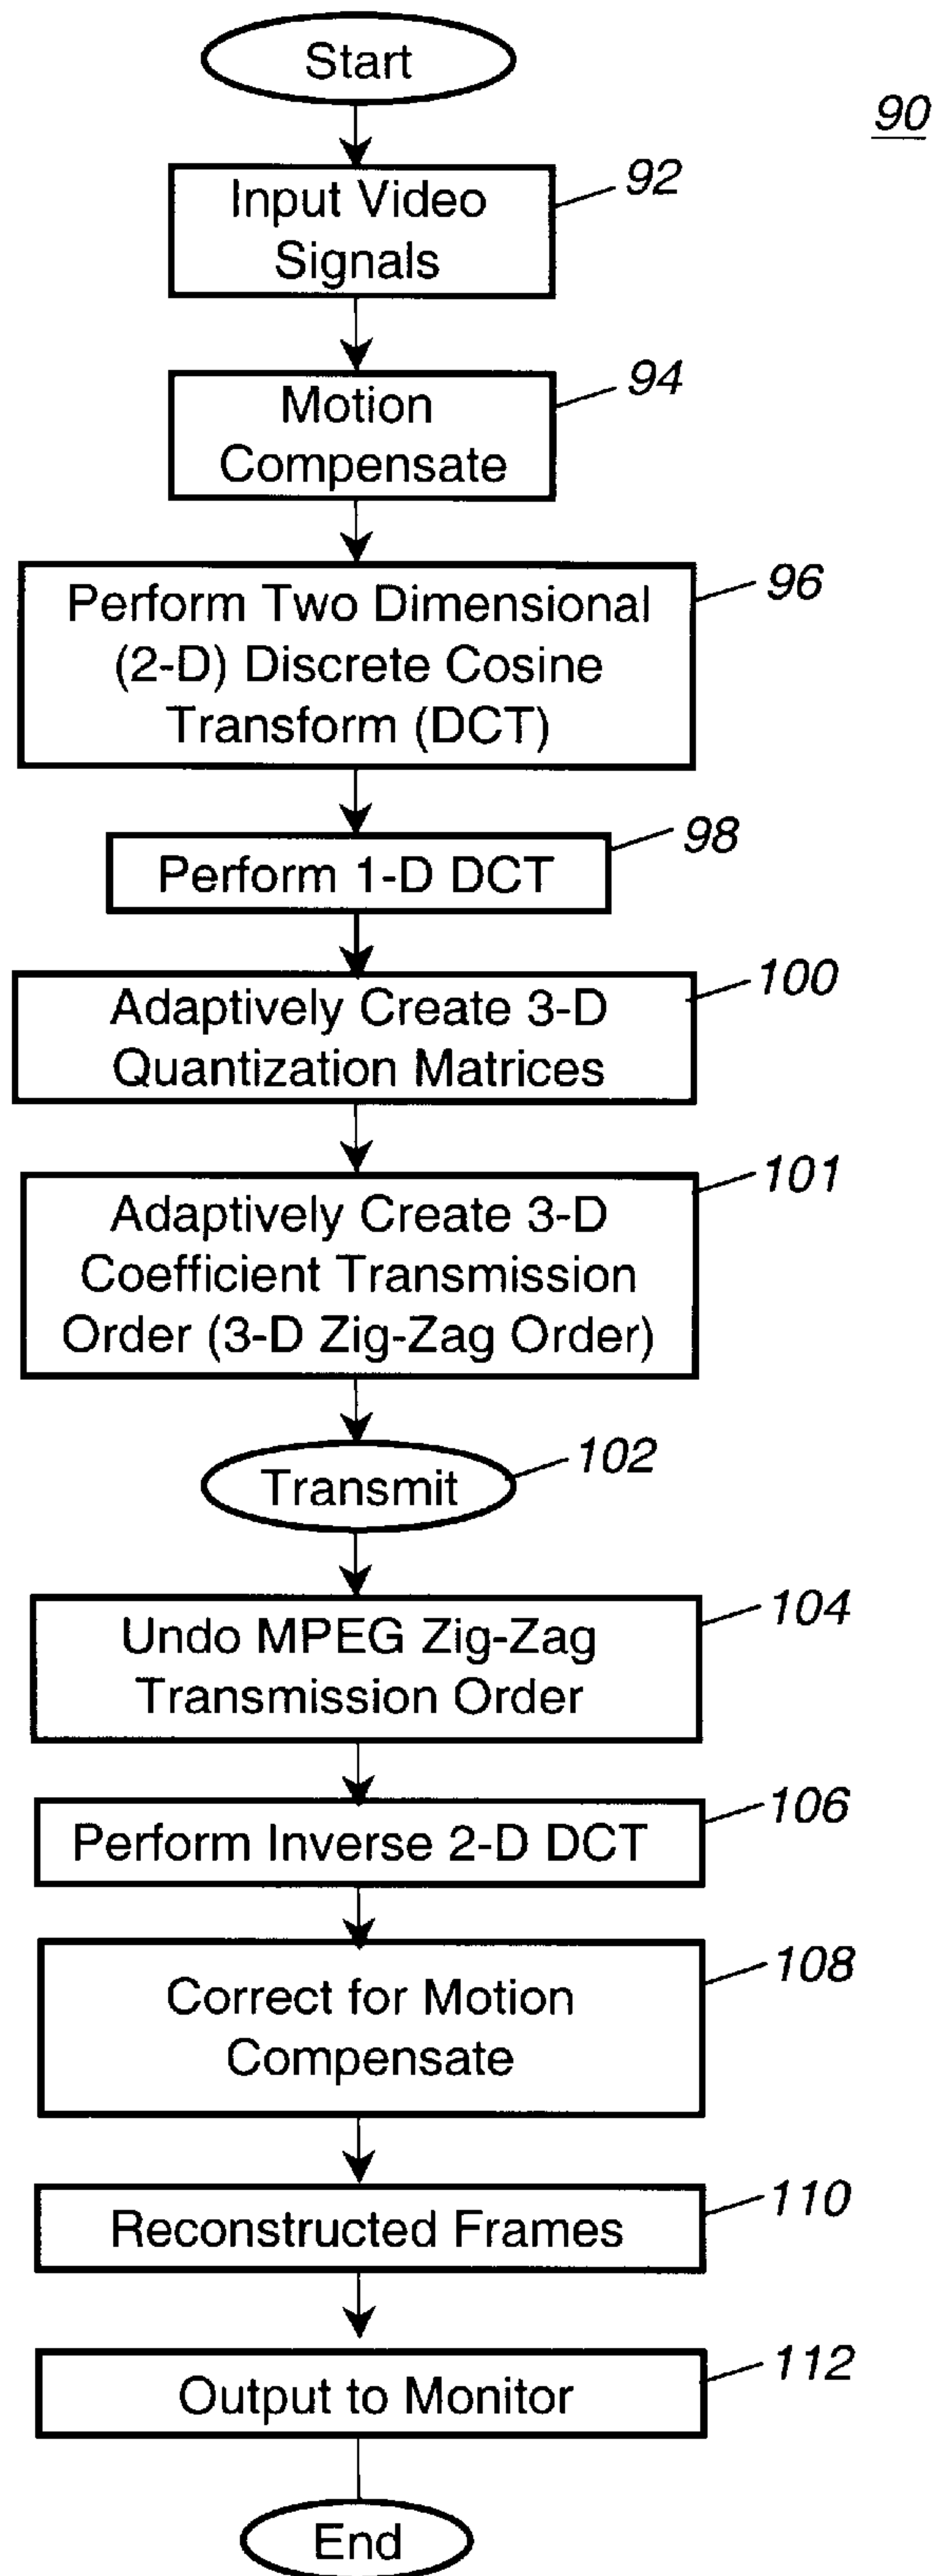 Start
90
Input Video
Signals
92
Motion
Compensate
94
Perform Two Dimensional
(2-D) Discrete Cosine
Transform (DCT)
96
Perform 1-D DCT
98
Adaptively Create 3-D
Quantization Matrices
100
Adaptively Create 3-D
Coefficient Transmission
Order (3-D Zig-Zag Order)
101
Transmit
102
Undo MPEG Zig-Zag
Transmission Order
104
Perform Inverse 2-D DCT
106
Correct for Motion
Compensate
108
Reconstructed Frames
110
Output to Monitor
112
End